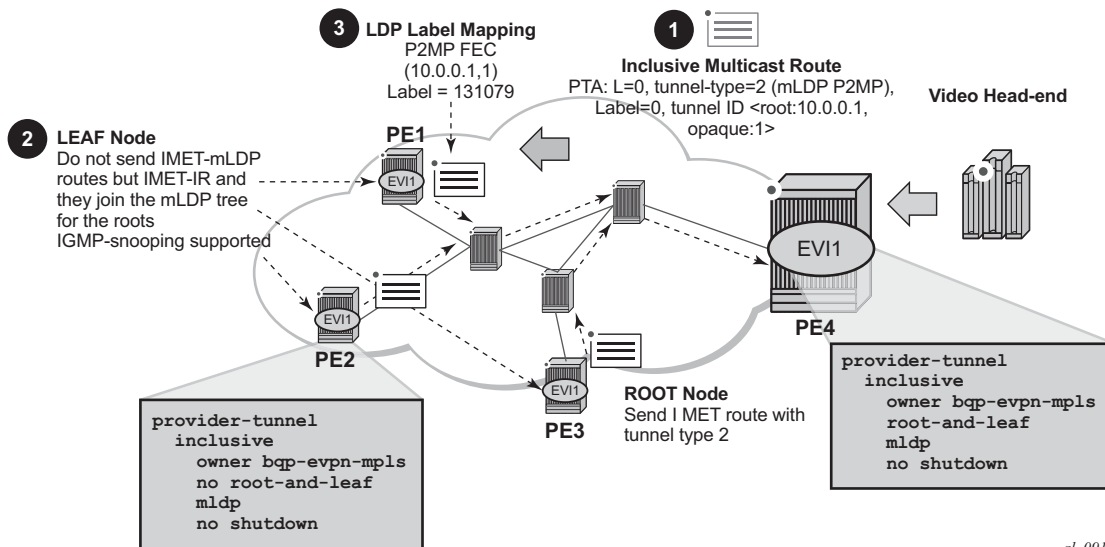 3 LDP Label Mapping
P2MP FEC
(10.0.0.1,1)
Label = 131079
1
Inclusive Multicast Route
PTA: L=0, tunnel-type=2 (mLDP P2MP),
Label=0, tunnel ID <root:10.0.0.1,
opaque:1>
Video Head-end
2 LEAF Node
Do not send IMET-mLDP
routes but IMET-IR and
they join the mLDP tree
for the roots
IGMP-snooping supported
PE1
EVI1
EVI1
PE4
EVI1
PE2
EVI1
PE3
ROOT Node
Send I MET route with
tunnel type 2
provider-tunnel
inclusive
owner bqp-evpn-mpls
no root-and-leaf
mldp
no shutdown
provider-tunnel
inclusive
owner bqp-evpn-mpls
root-and-leaf
mldp
no shutdown